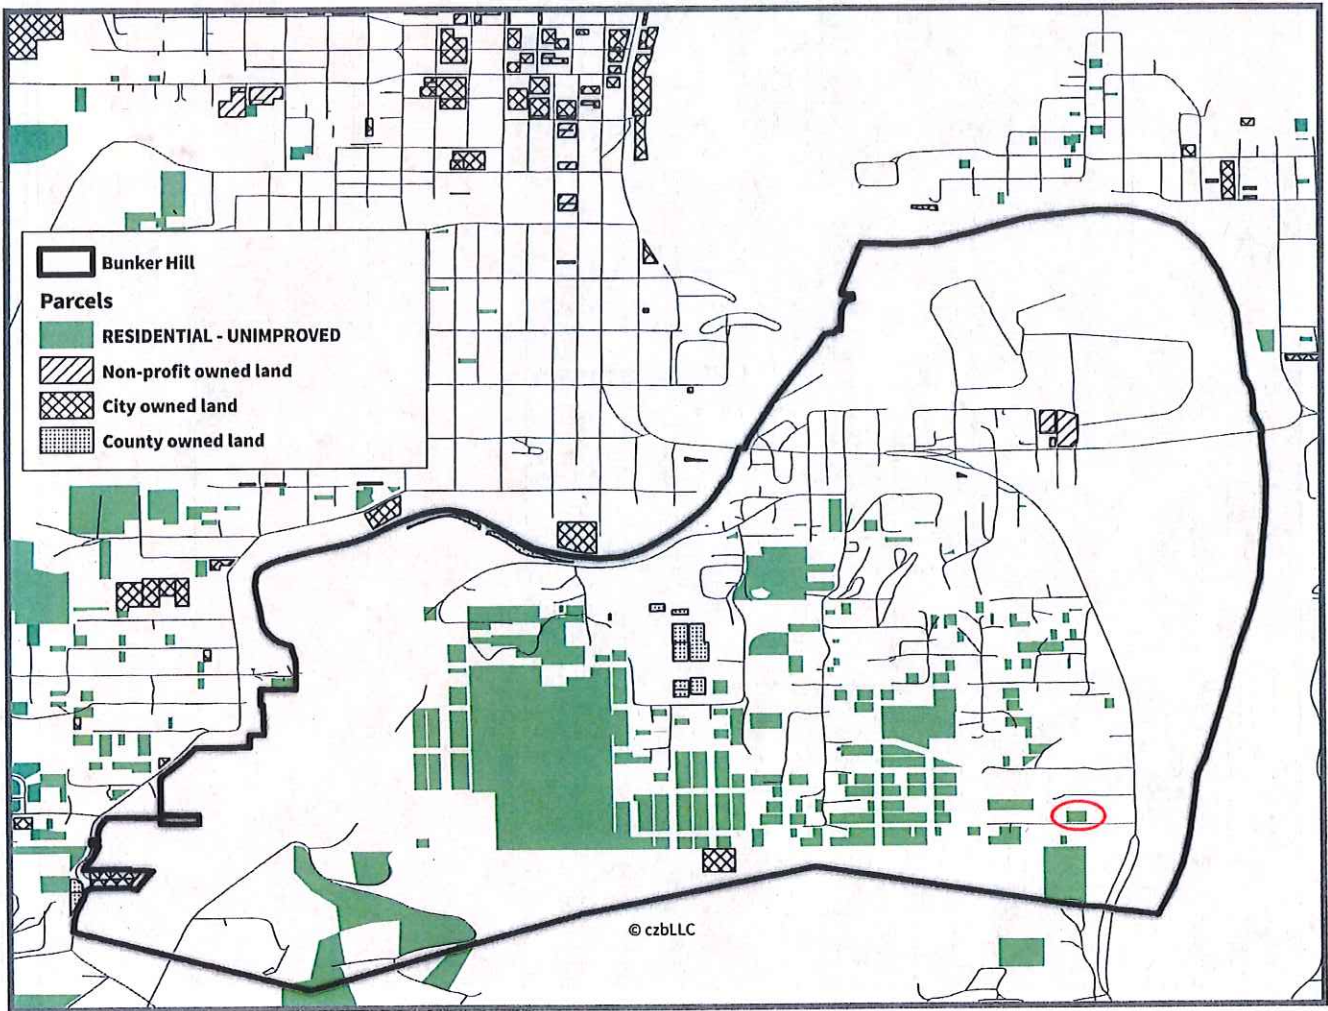 Bunker Hill
Parcels
RESIDENTIAL - UNIMPROVED
Non-profit owned land
City owned land
County owned land
© czbLLC